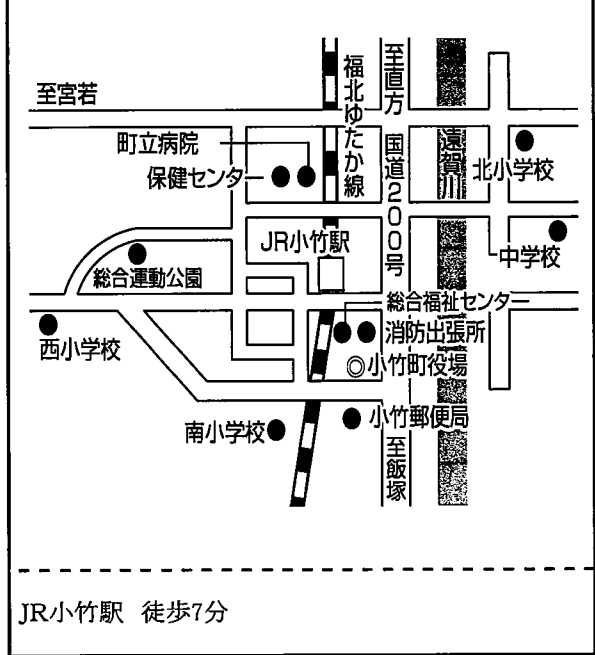 至宮若
福北ゆたか線
至直方
国道200号
遠賀川
町立病院
保健センター
北小学校
JR小竹駅
中学校
総合運動公園
総合福祉センター
消防出張所
西小学校
小竹町役場
南小学校
小竹郵便局
至飯塚
JR小竹駅 徒歩7分